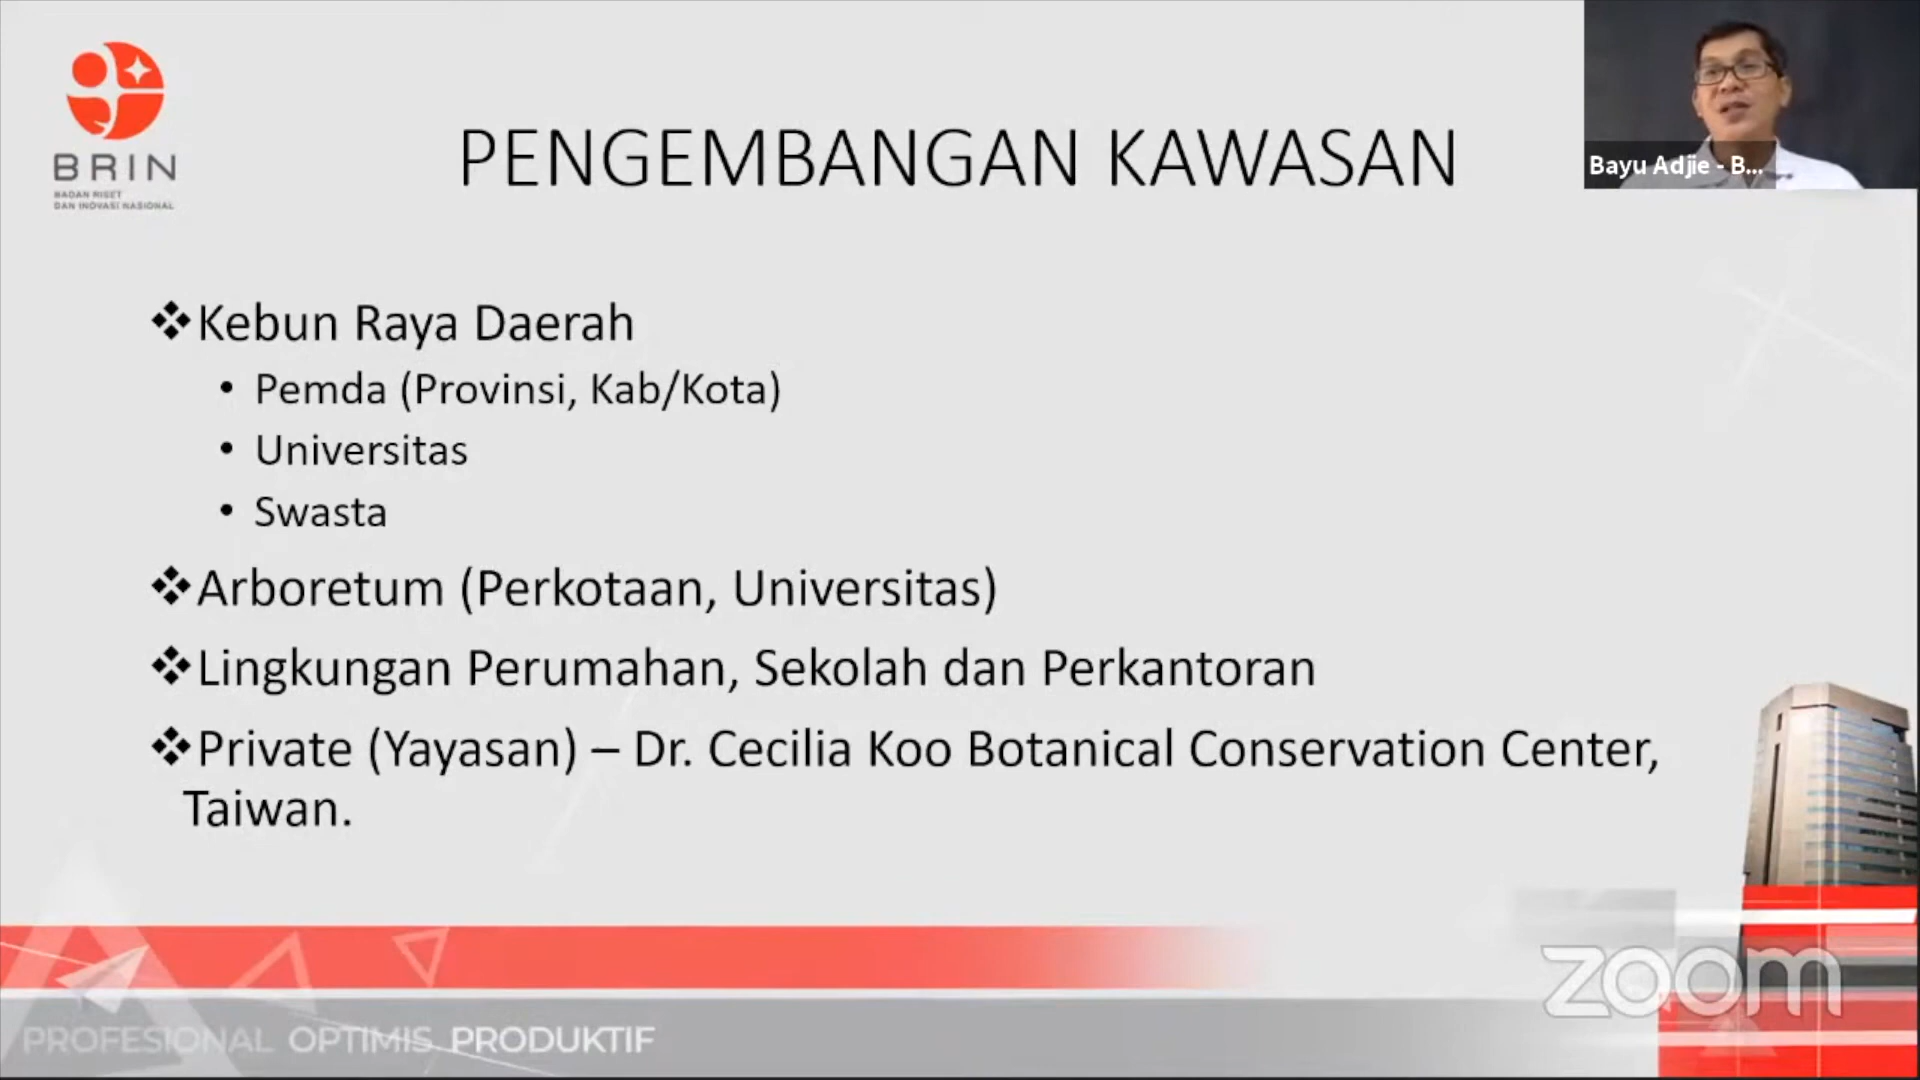 BRIN
BADAN RISET
DAN INOVASI NASIONAL
PENGEMBANGAN KAWASAN
Bayu Adjie - B...
❖Kebun Raya Daerah
• Pemda (Provinsi, Kab/Kota)
• Universitas
• Swasta
❖Arboretum (Perkotaan, Universitas)
❖Lingkungan Perumahan, Sekolah dan Perkantoran
❖Private (Yayasan) – Dr. Cecilia Koo Botanical Conservation Center,
Taiwan.
zoom
PROFESIONAL OPTIMIS PRODUKTIF